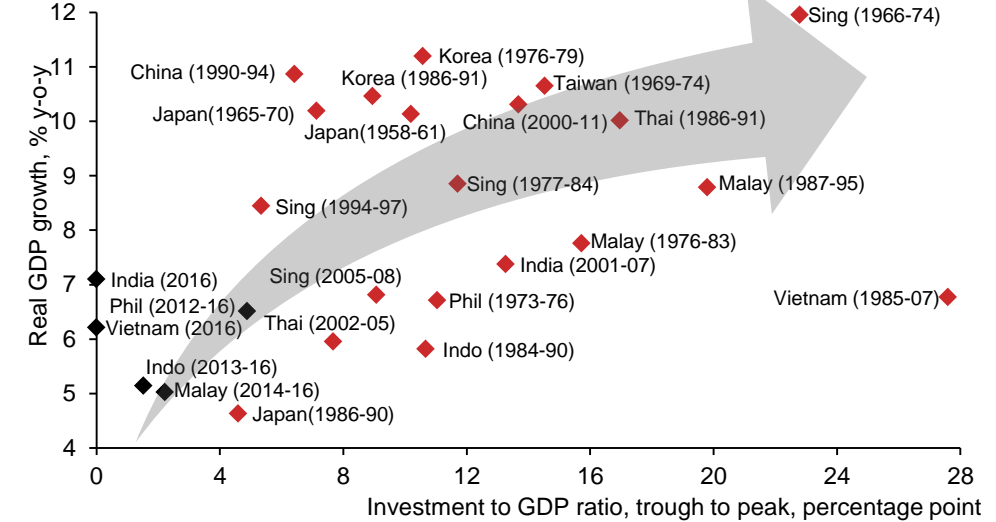 12
11
10
9
8
7
6
5
4
Real GDP growth, % y-o-y
Sing (1966-74)
Korea (1976-79)
China (1990-94)
Korea (1986-91)
Taiwan (1969-74)
Japan(1965-70)
Japan(1958-61)
China (2000-11)
Thai (1986-91)
Sing (1977-84)
Malay (1987-95)
Sing (1994-97)
Malay (1976-83)
India (2001-07)
India (2016)
Sing (2005-08)
Phil (2012-16)
Phil (1973-76)
Vietnam (1985-07)
Vietnam (2016)
Thai (2002-05)
Indo (1984-90)
Indo (2013-16)
Malay (2014-16)
Japan(1986-90)
0 4 8 12 16 20 24 28
Investment to GDP ratio, trough to peak, percentage point